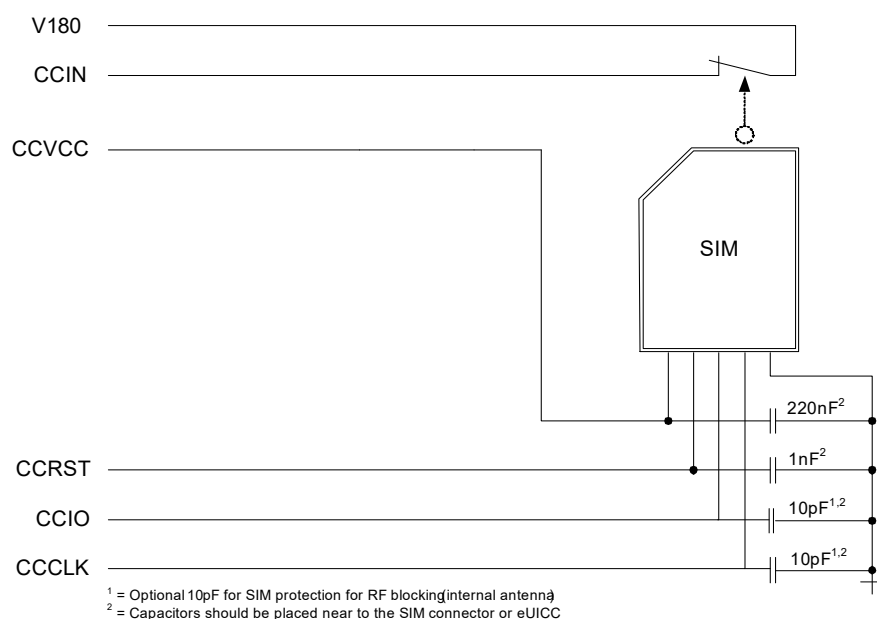 V180
CCIN
CCVCC
SIM
220nF²
CCRST
1nF²
CCIO
10pF¹,²
CCCLK
10pF¹,²
¹ = Optional 10pF for SIM protection for RF blocking(internal antenna)
² = Capacitors should be placed near to the SIM connector or eUICC